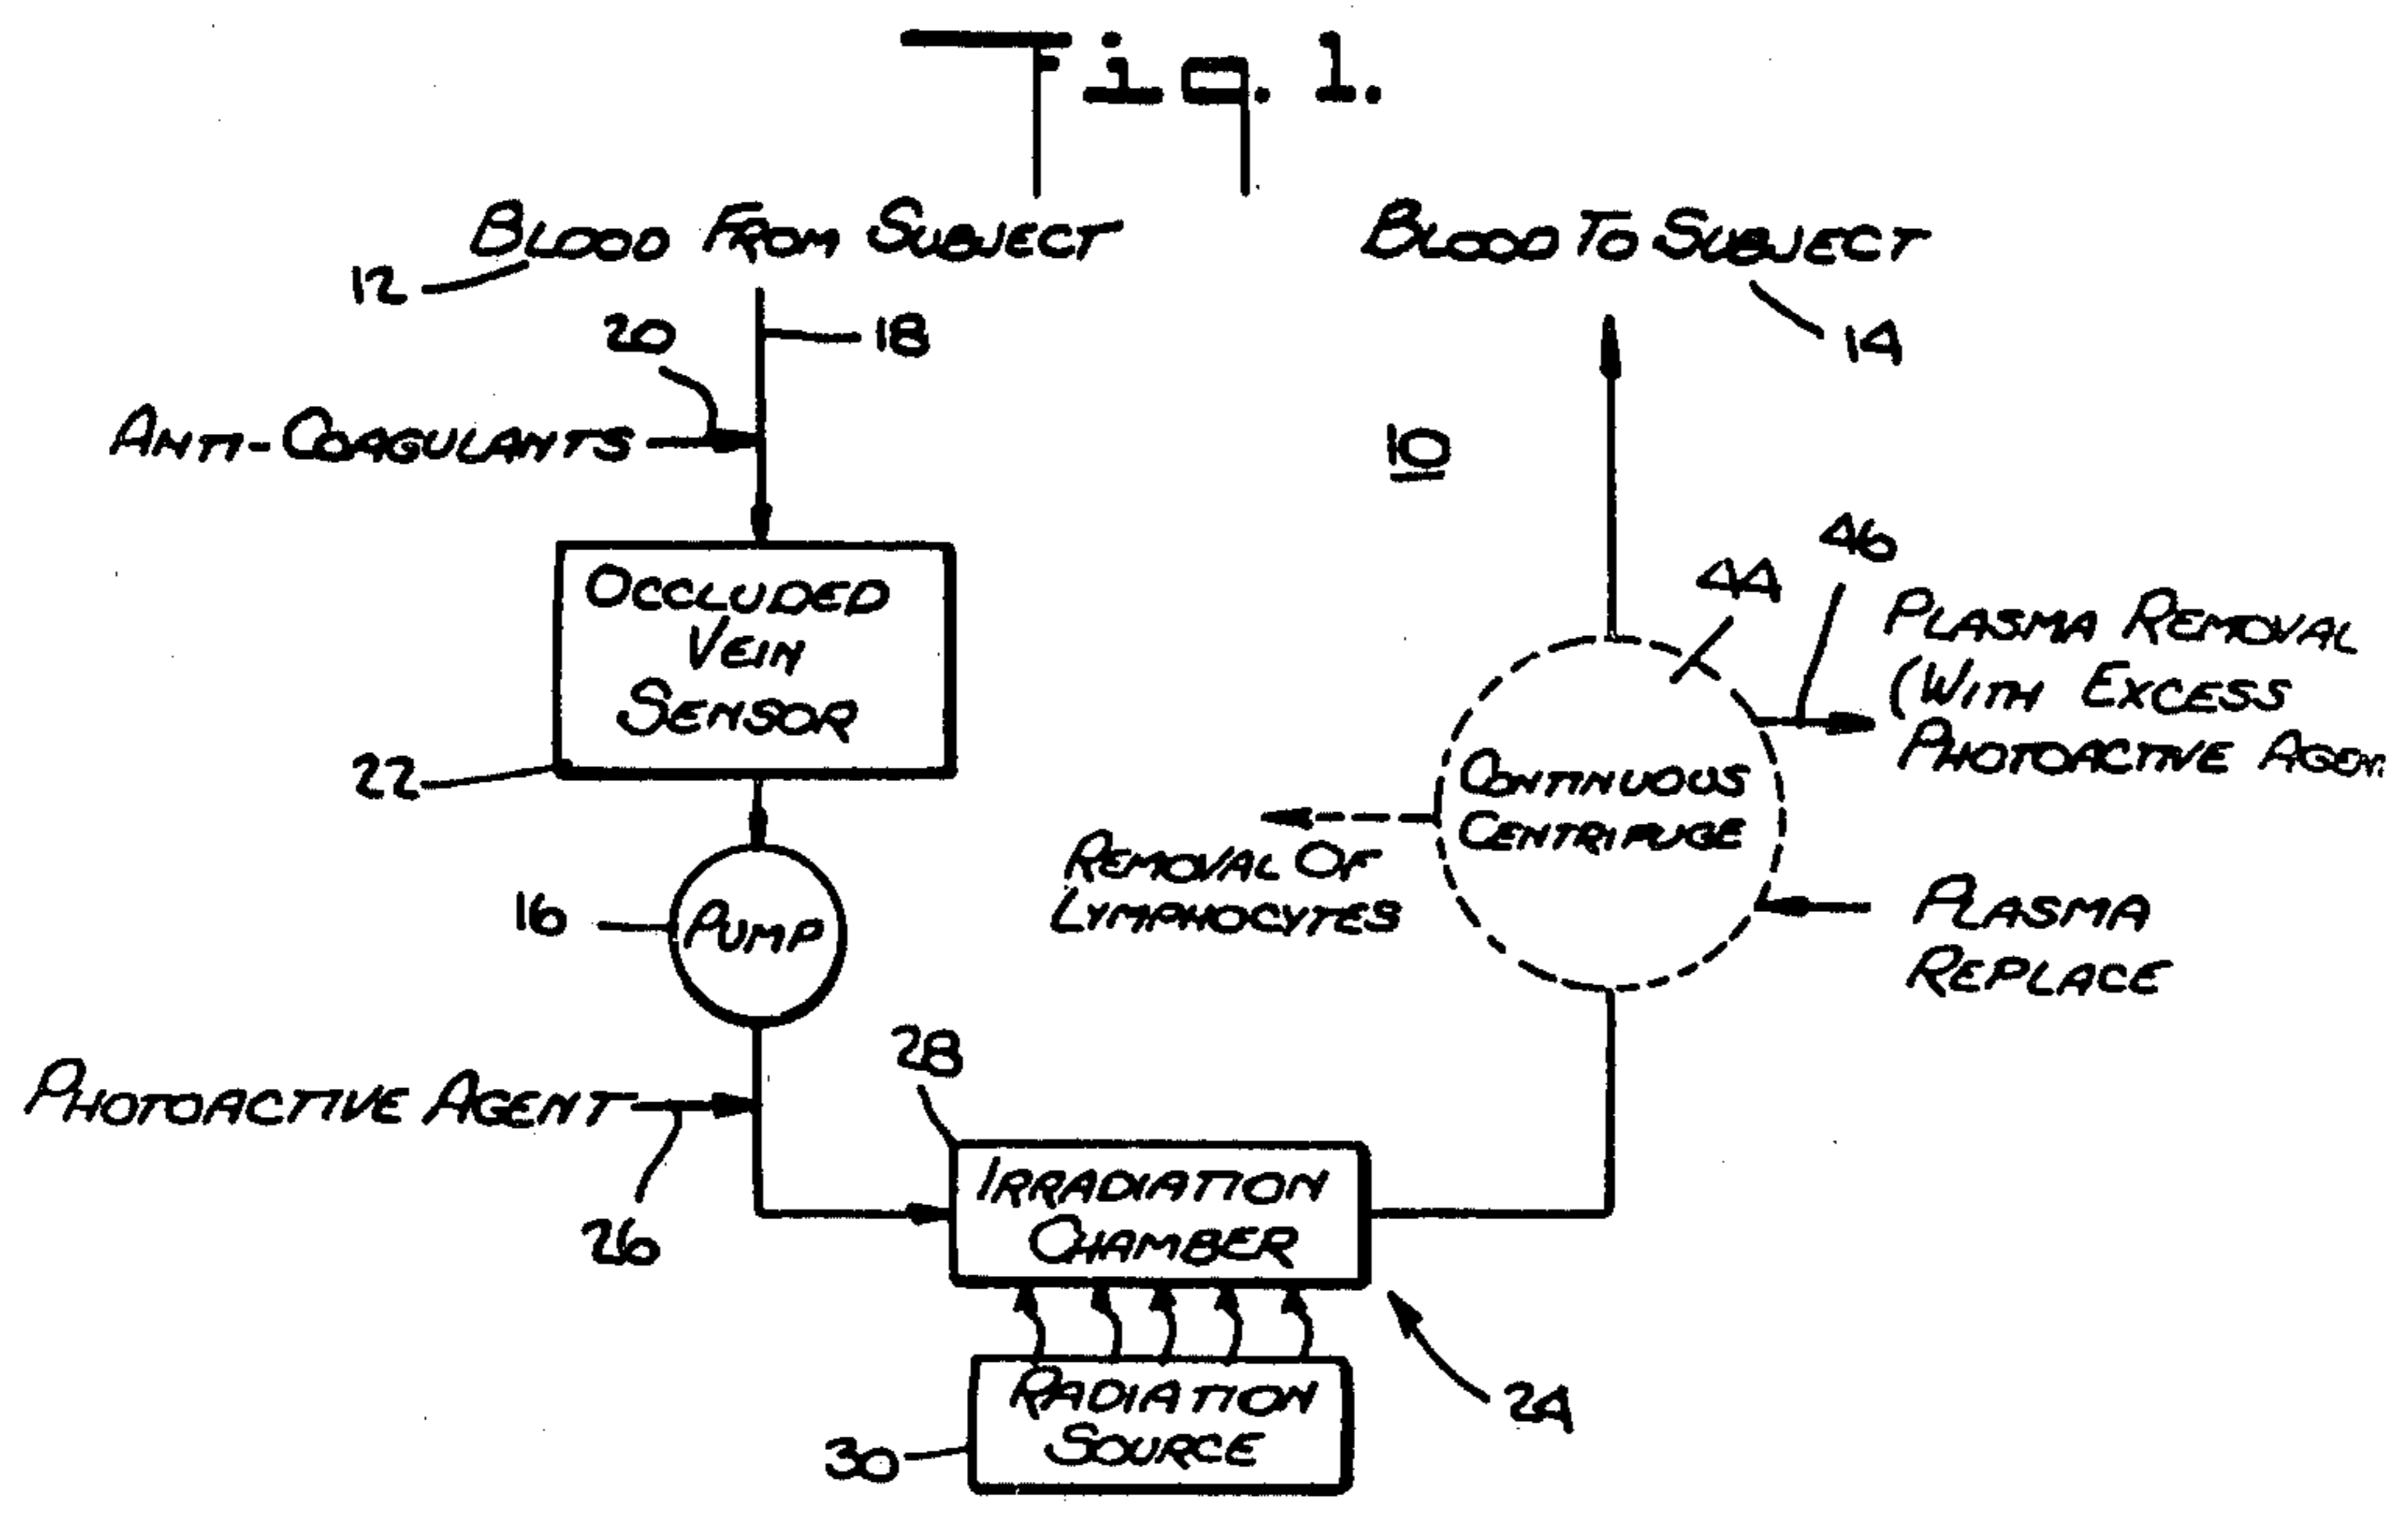 Fig. 1.
BLOOD FROM SUBJECT
BLOOD TO SUBJECT
12
20
18
14
ANTI-COAGULANTS
10
OCCLUDED
VEIN
SENSOR
22
44
46
PLASMA REMOVAL
(WITH EXCESS
PHOTOACTIVE AGEN
CONTINUOUS
CENTRIFUGE
REMOVAL OF
LYMPHOCYTES
16
PUMP
PLASMA
REPLACE
PHOTOACTIVE AGENT
26
28
IRRADIATION
CHAMBER
24
RADIATION
SOURCE
30